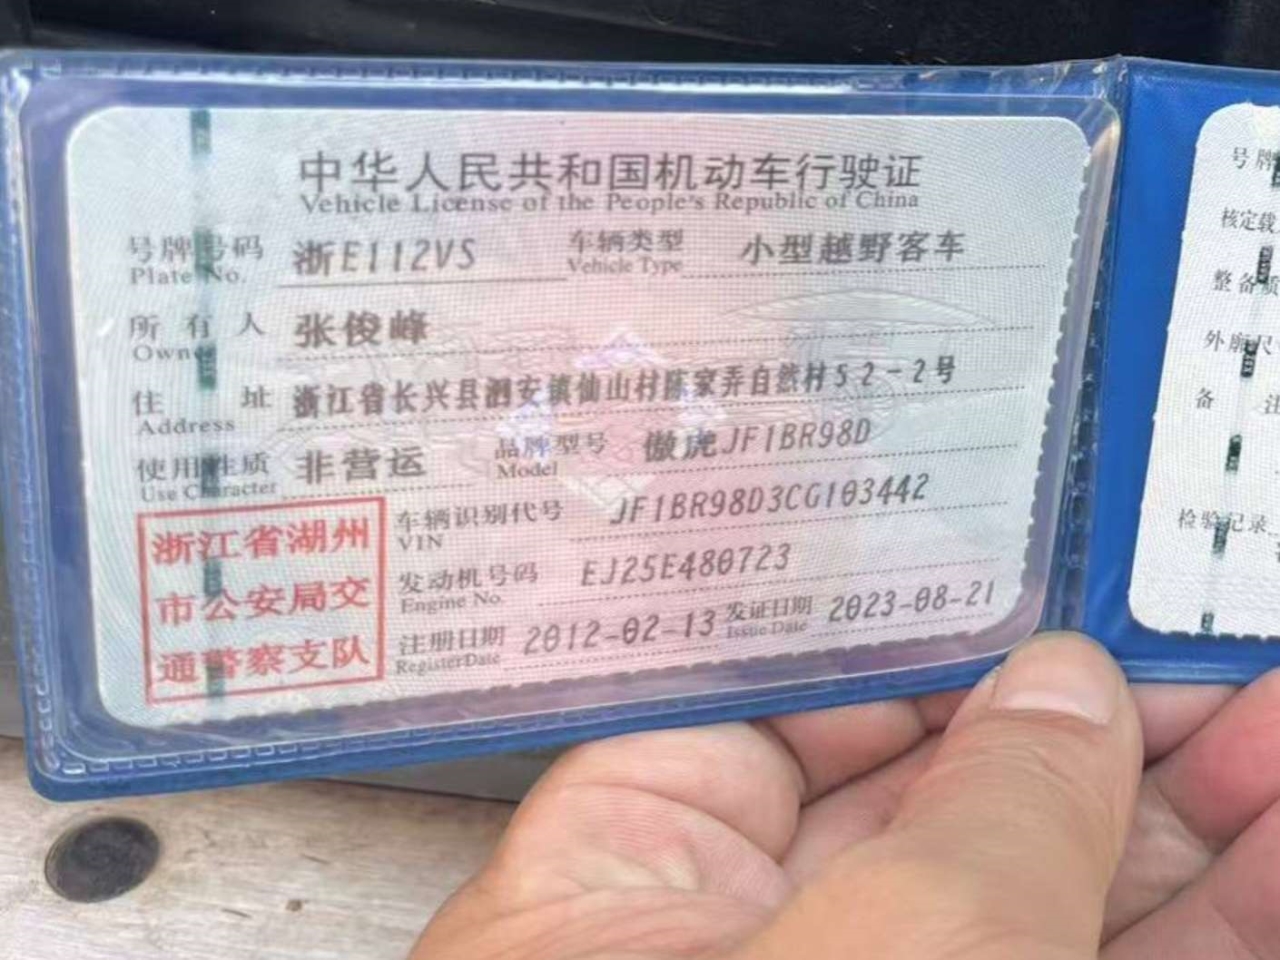 中华人民共和国机动车行驶证
Vehicle License of the People's Republic of China
号牌号码 浙E112VS 车辆类型 小型越野客车
Plate No. Vehicle Type
所有人 张俊峰
Owner
住址 浙江省长兴县泗安镇仙山村陈家弄自然村52-2号
Address
使用性质 非营运 品牌型号 傲虎JF1BR98D
Use Character Model
浙江省湖州
市公安局交
通警察支队
车辆识别代号 JF1BR98D3CG103442
VIN
发动机号码 EJ25E480723
Engine No.
注册日期 2012-02-13 发证日期 2023-08-21
Register Date Issue Date
号牌
核定载
整备质
外廓尺
备 注
检验记录